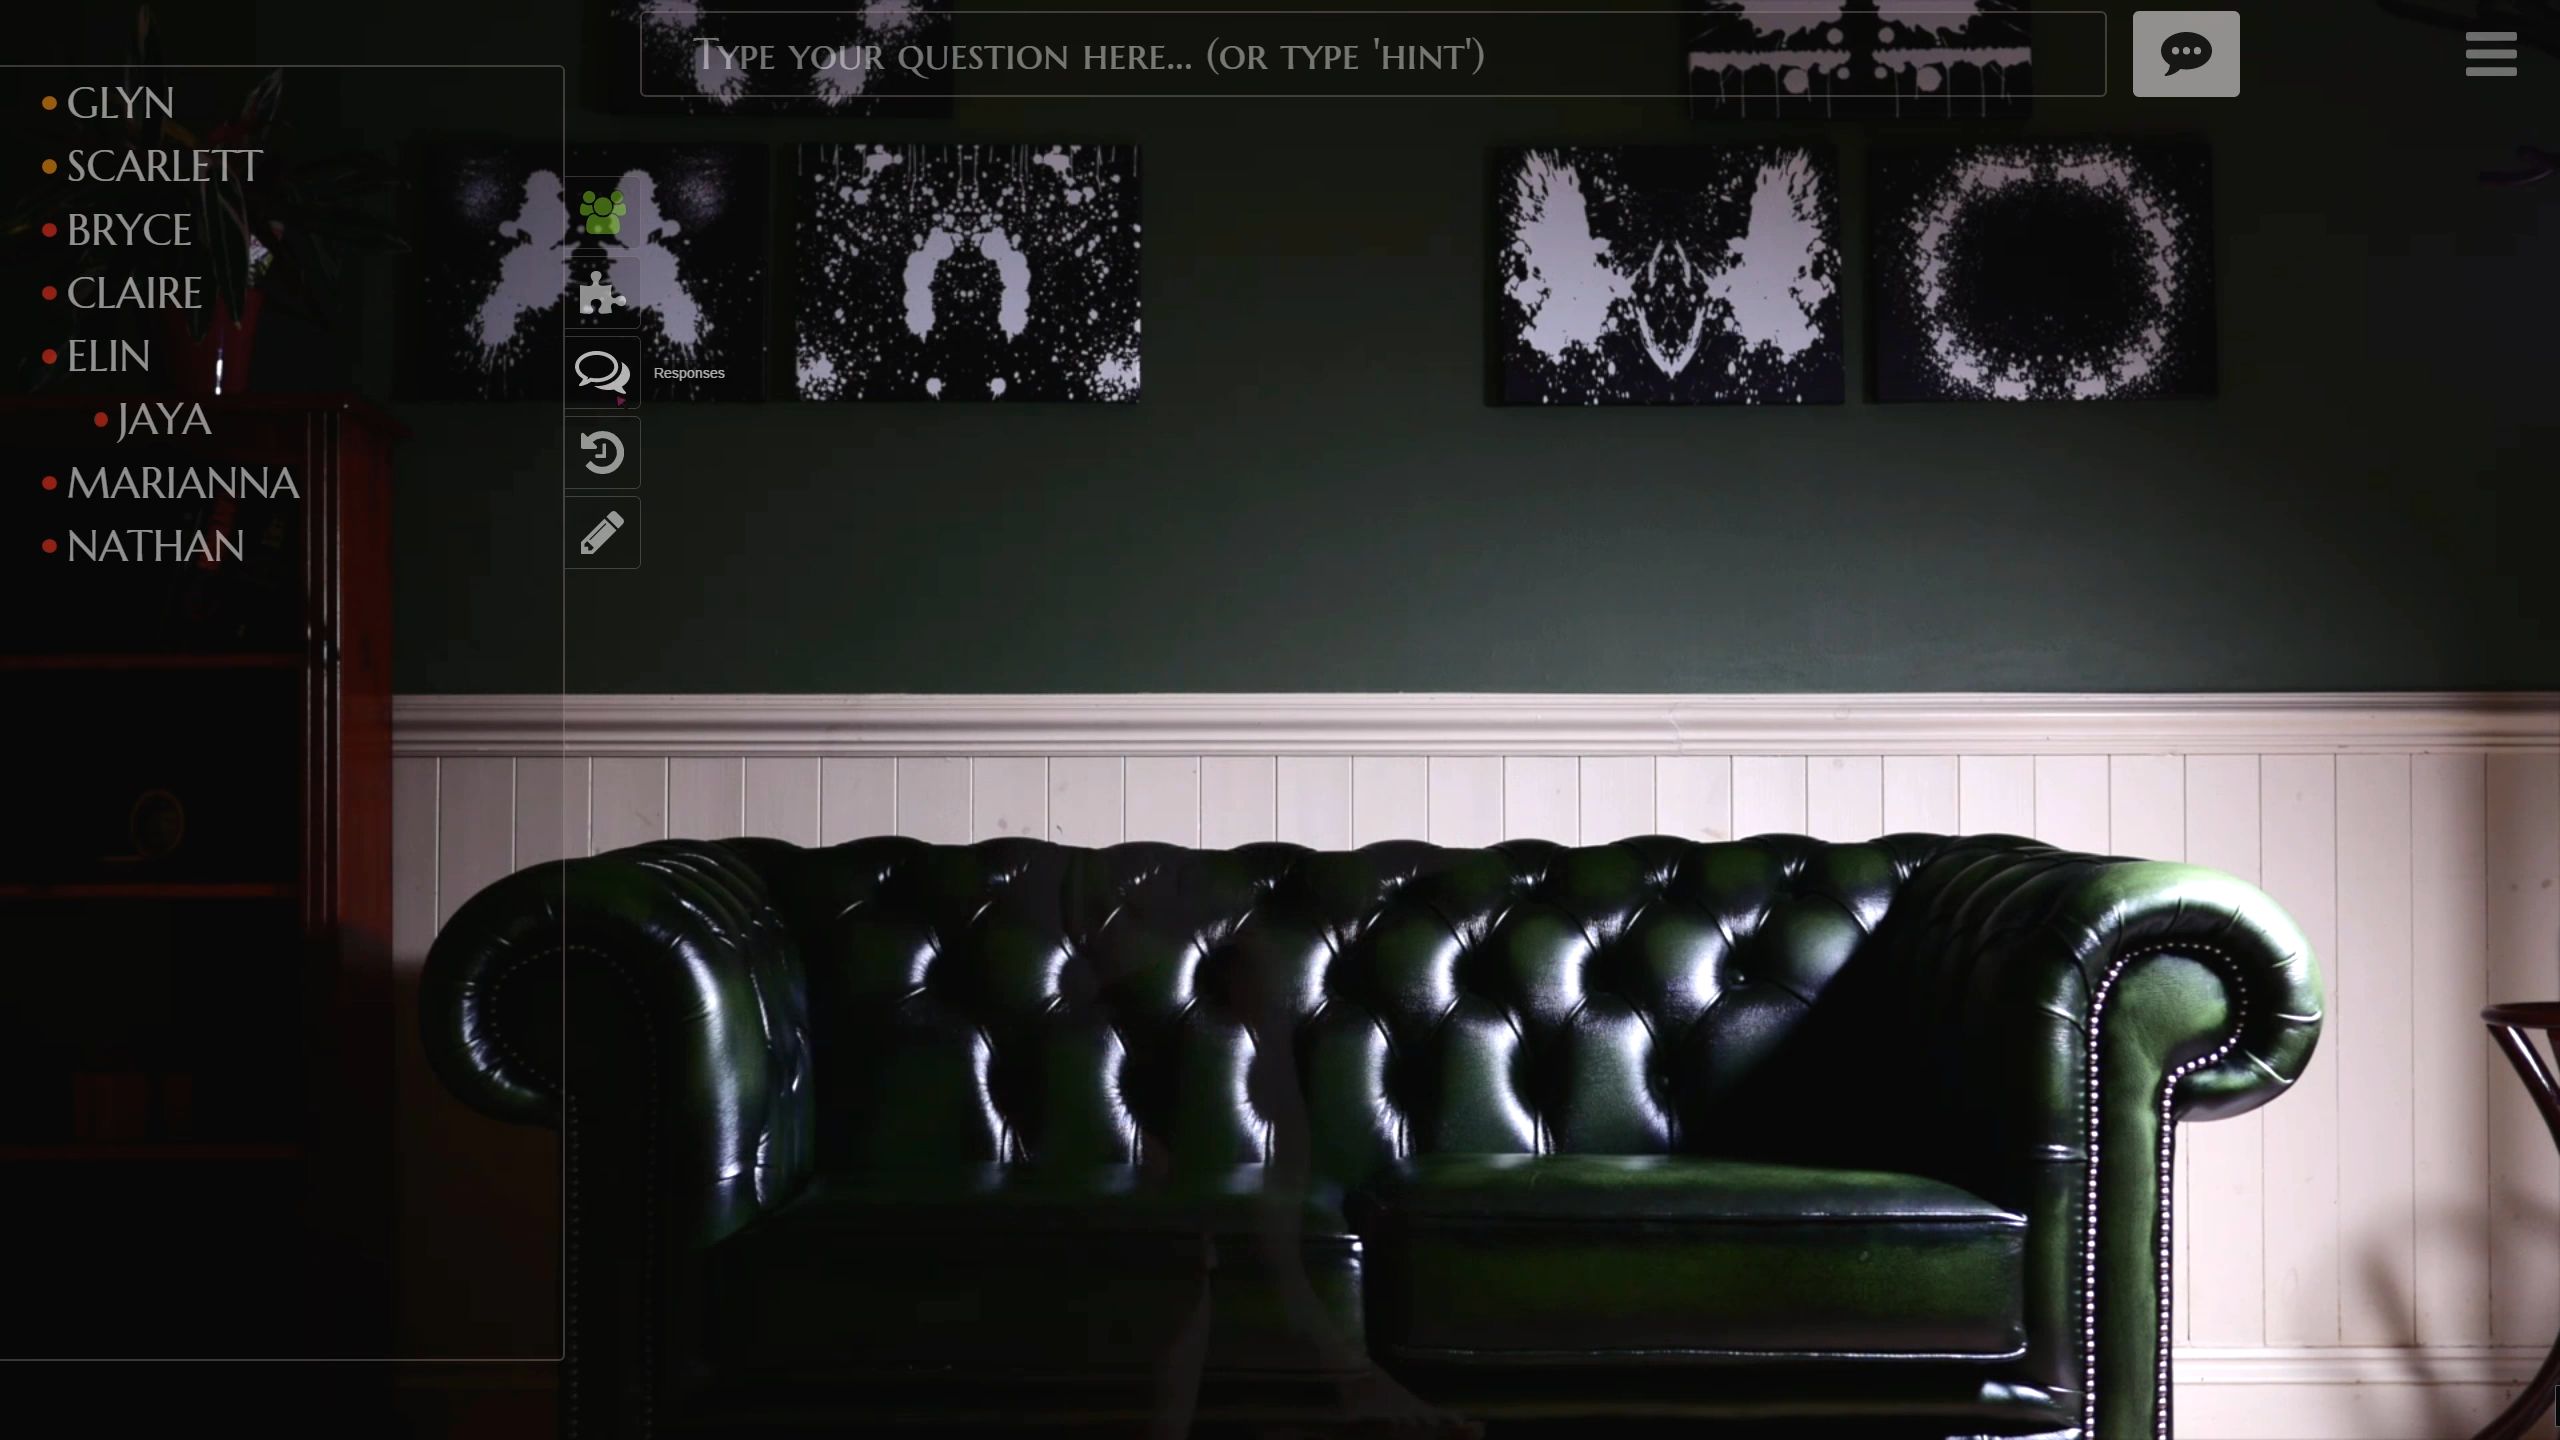 Type your question here... (or type 'hint')
GLYN
SCARLETT
BRYCE
CLAIRE
ELIN
JAYA
MARIANNA
NATHAN
Responses